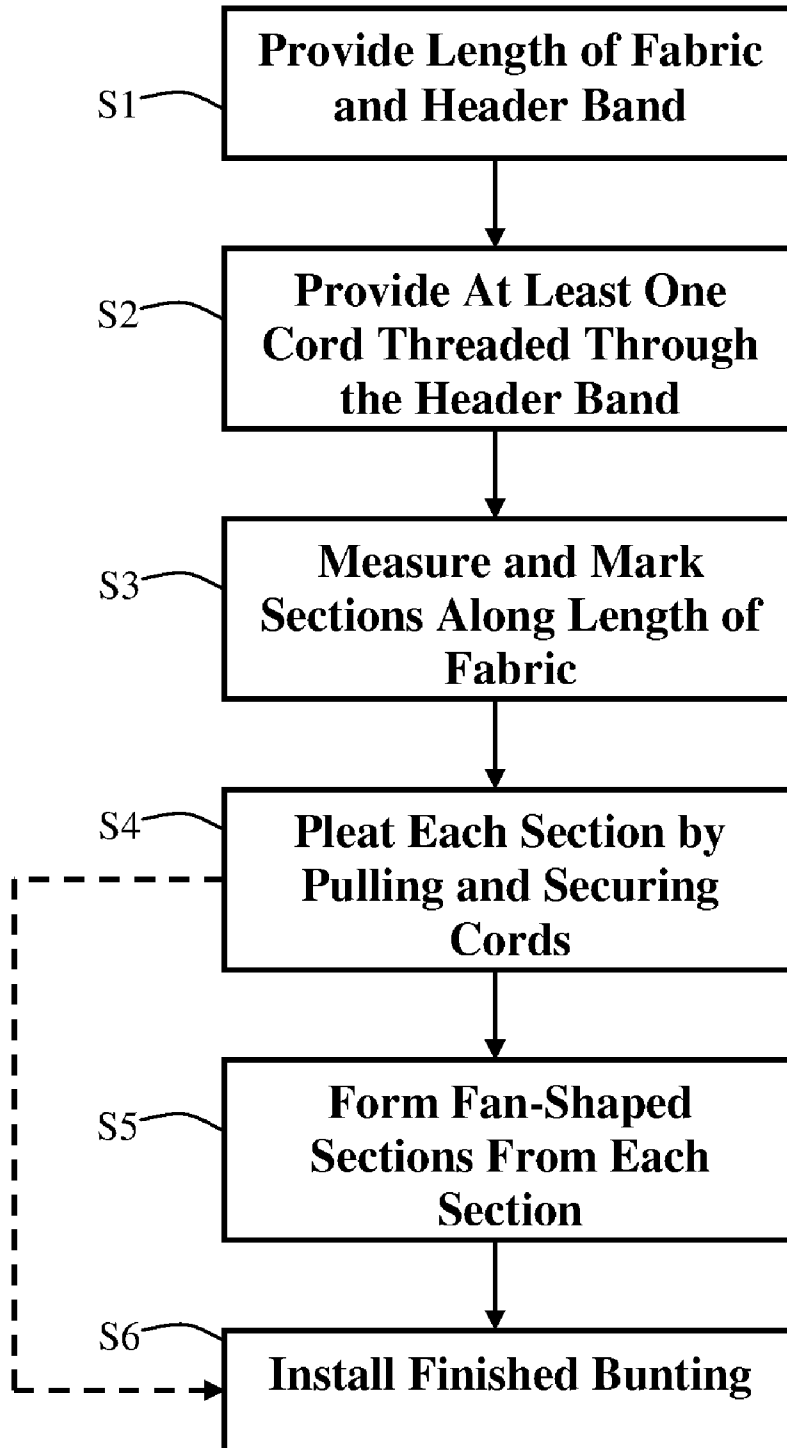 Provide Length of Fabric
and Header Band
S1
Provide At Least One
Cord Threaded Through
the Header Band
S2
Measure and Mark
Sections Along Length of
Fabric
S3
Pleat Each Section by
Pulling and Securing
Cords
S4
Form Fan-Shaped
Sections From Each
Section
S5
Install Finished Bunting
S6